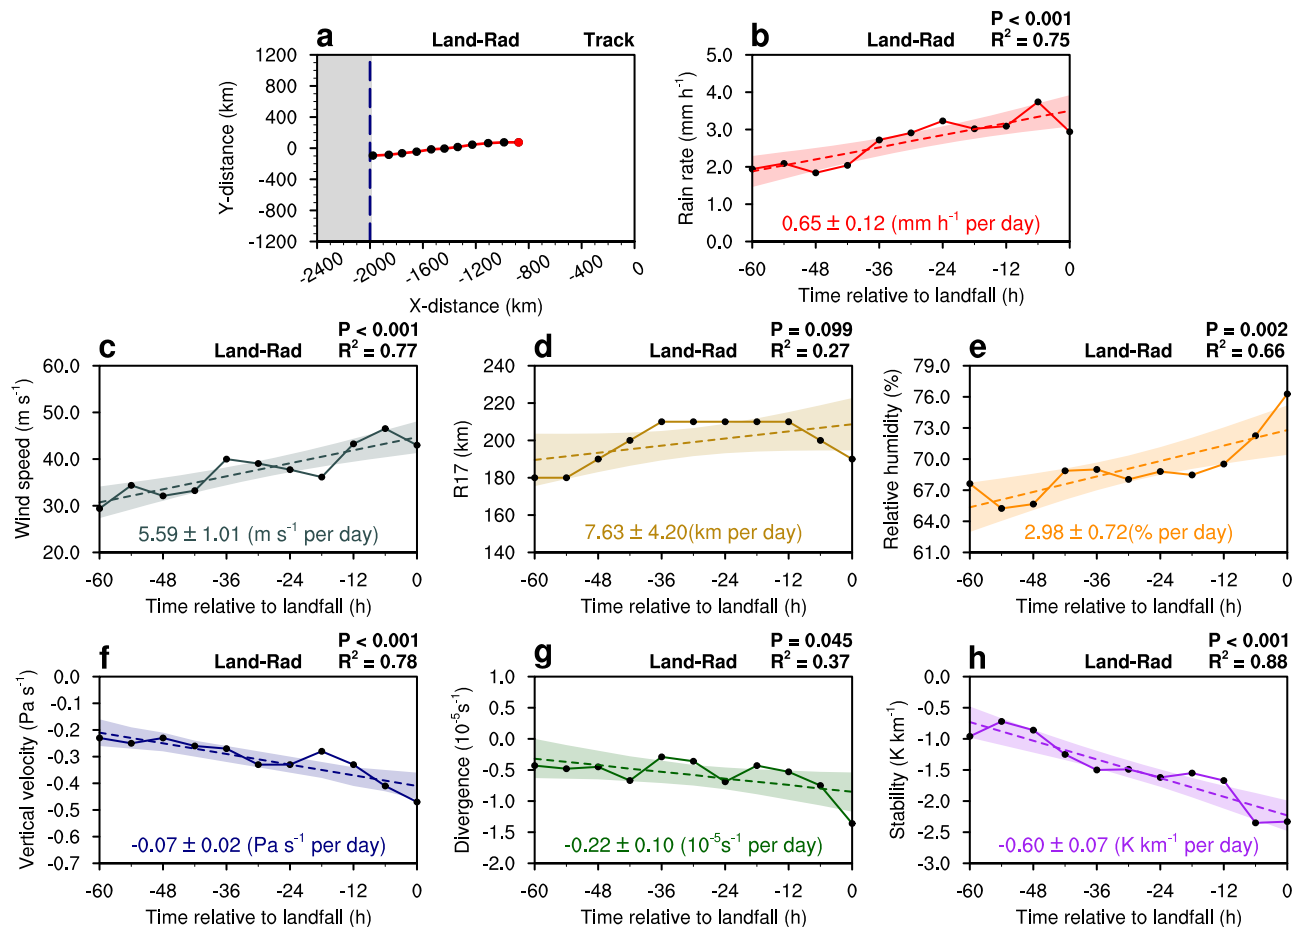 a Land-Rad Track
1200
800
400
0
-400
-800
-1200
Y-distance (km)
-2400 -2000 -1600 -1200 -800 -400 0
X-distance (km)
P < 0.001
b Land-Rad R² = 0.75
5.0
4.0
3.0
2.0
1.0
0.0
Rain rate (mm h⁻¹)
0.65 ± 0.12 (mm h⁻¹ per day)
-60 -48 -36 -24 -12 0
Time relative to landfall (h)
P < 0.001
c Land-Rad R² = 0.77
60.0
50.0
40.0
30.0
20.0
Wind speed (m s⁻¹)
5.59 ± 1.01 (m s⁻¹ per day)
-60 -48 -36 -24 -12 0
Time relative to landfall (h)
P = 0.099
d Land-Rad R² = 0.27
240
220
200
180
160
140
R17 (km)
7.63 ± 4.20(km per day)
-60 -48 -36 -24 -12 0
Time relative to landfall (h)
P = 0.002
e Land-Rad R² = 0.66
79.0
76.0
73.0
70.0
67.0
64.0
61.0
Relative humidity (%)
2.98 ± 0.72(% per day)
-60 -48 -36 -24 -12 0
Time relative to landfall (h)
P < 0.001
f Land-Rad R² = 0.78
0.0
-0.1
-0.2
-0.3
-0.4
-0.5
-0.6
-0.7
Vertical velocity (Pa s⁻¹)
-0.07 ± 0.02 (Pa s⁻¹ per day)
-60 -48 -36 -24 -12 0
Time relative to landfall (h)
P = 0.045
g Land-Rad R² = 0.37
1.0
0.5
0.0
-0.5
-1.0
-1.5
-2.0
Divergence (10⁻⁵s⁻¹)
-0.22 ± 0.10 (10⁻⁵s⁻¹ per day)
-60 -48 -36 -24 -12 0
Time relative to landfall (h)
P < 0.001
h Land-Rad R² = 0.88
0.0
-0.5
-1.0
-1.5
-2.0
-2.5
-3.0
Stability (K km⁻¹)
-0.60 ± 0.07 (K km⁻¹ per day)
-60 -48 -36 -24 -12 0
Time relative to landfall (h)